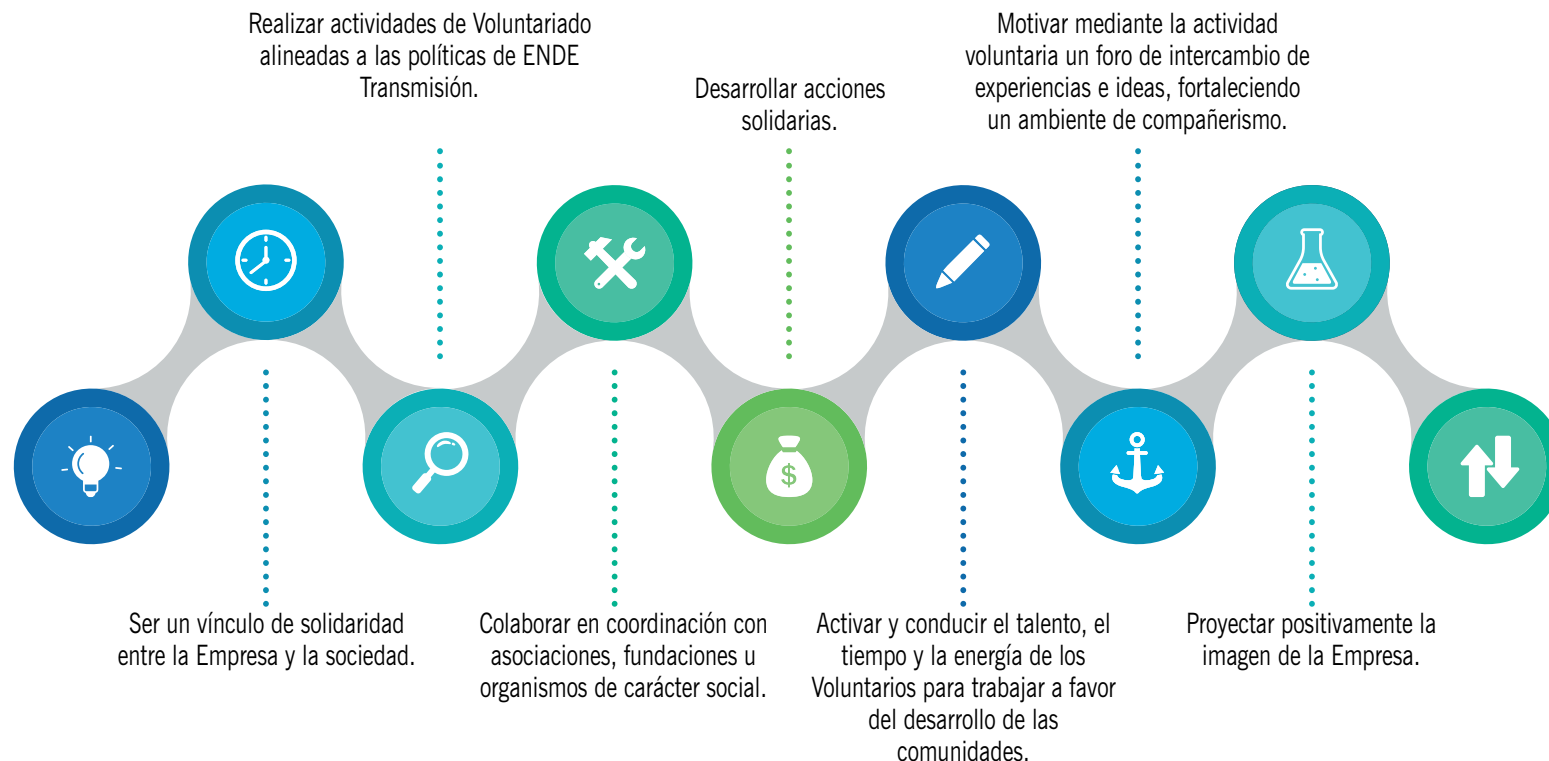 Realizar actividades de Voluntariado
alineadas a las políticas de ENDE
Transmisión.
Desarrollar acciones
solidarias.
Motivar mediante la actividad
voluntaria un foro de intercambio de
experiencias e ideas, fortaleciendo
un ambiente de compañerismo.
$
Ser un vínculo de solidaridad
entre la Empresa y la sociedad.
Colaborar en coordinación con
asociaciones, fundaciones u
organismos de carácter social.
Activar y conducir el talento, el
tiempo y la energía de los
Voluntarios para trabajar a favor
del desarrollo de las
comunidades.
Proyectar positivamente la
imagen de la Empresa.